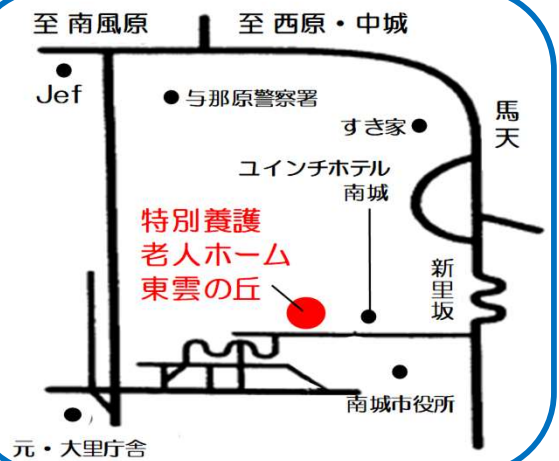 至 南風原
至 西原・中城
Jef
与那原警察署
すき家
馬天
ユインチホテル
南城
特別養護
老人ホーム
東雲の丘
新里坂
南城市役所
元・大里庁舎